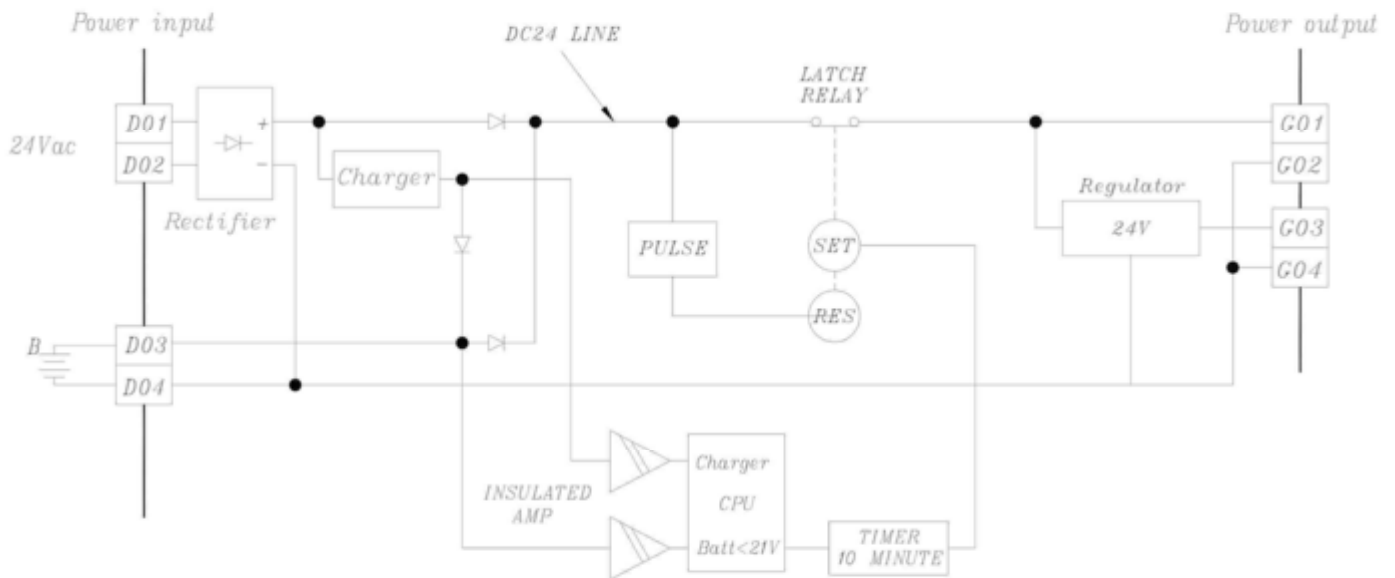 Power input
Power output
DC24 LINE
LATCH
RELAY
D01
+
G01
24Vac
D02
-
G02
Charger
Regulator
Rectifier
24V
G03
PULSE
SET
G04
RES
B
D03
D04
Charger
INSULATED
AMP
CPU
Batt<21V
TIMER
10 MINUTE